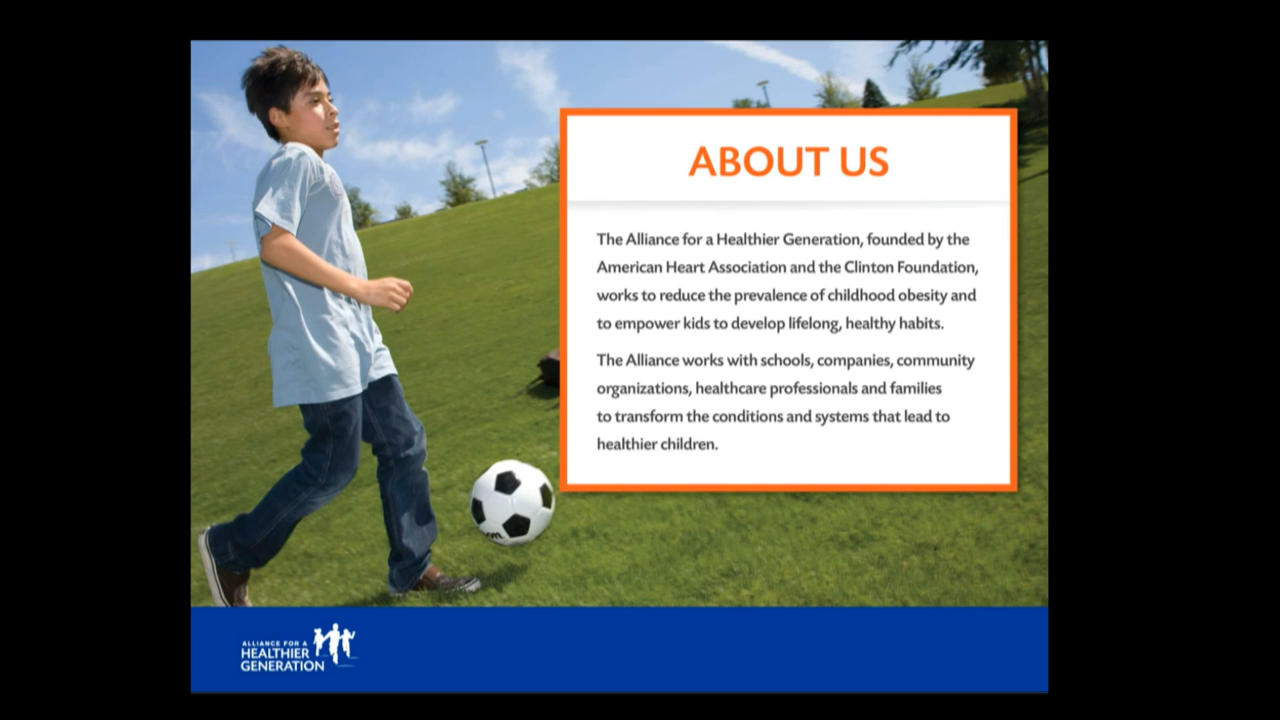 ABOUT US
The Alliance for a Healthier Generation, founded by the
American Heart Association and the Clinton Foundation,
works to reduce the prevalence of childhood obesity and
to empower kids to develop lifelong, healthy habits.
The Alliance works with schools, companies, community
organizations, healthcare professionals and families
to transform the conditions and systems that lead to
healthier children.
ALLIANCE FOR A
HEALTHIER
GENERATION